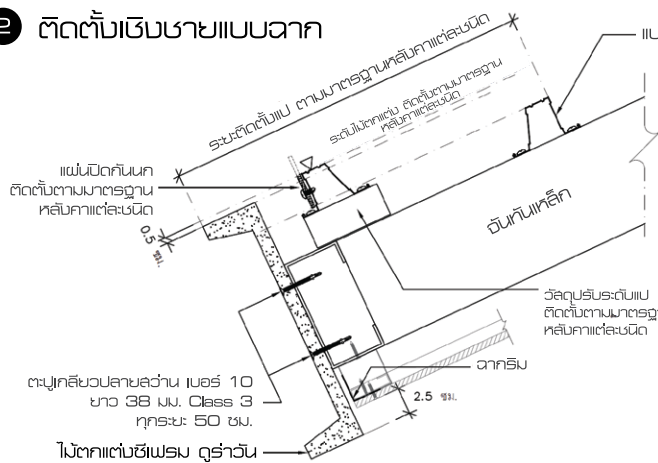 2 ติดตั้งเชิงชายแบบฉาก
ระยะติดตั้งแป ตามมาตรฐานหลังคาแต่ละชนิด
ระดับไม้ตกแต่ง ติดตั้งตามมาตรฐาน
หลังคาแต่ละชนิด
แป
แผ่นปิดกันนก
ติดตั้งตามมาตรฐาน
หลังคาแต่ละชนิด
0.5 ซม.
จันทันเหล็ก
วัสดุปรับระดับแป
ติดตั้งตามมาตรฐ
หลังคาแต่ละชนิด
ฉากริม
2.5 ซม.
ตะปูเกลียวปลายสว่าน เบอร์ 10
ยาว 38 มม. Class 3
ทุกระยะ 50 ซม.
ไม้ตกแต่งซีเฟรม ดูร่าวัน